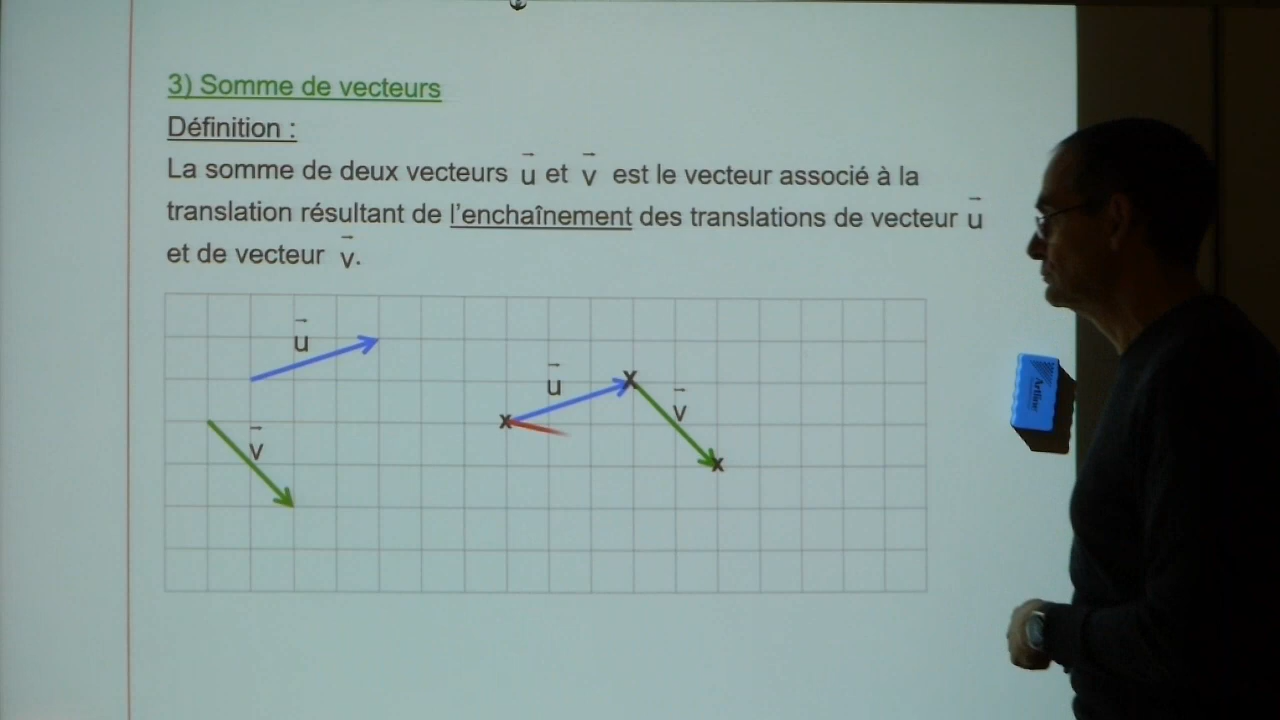 3) Somme de vecteurs
Définition :
La somme de deux vecteurs u⃗ et v⃗ est le vecteur associé à la
translation résultant de l'enchaînement des translations de vecteur u⃗
et de vecteur v⃗.
u⃗
v⃗
u⃗
v⃗
x
x
x
Artline